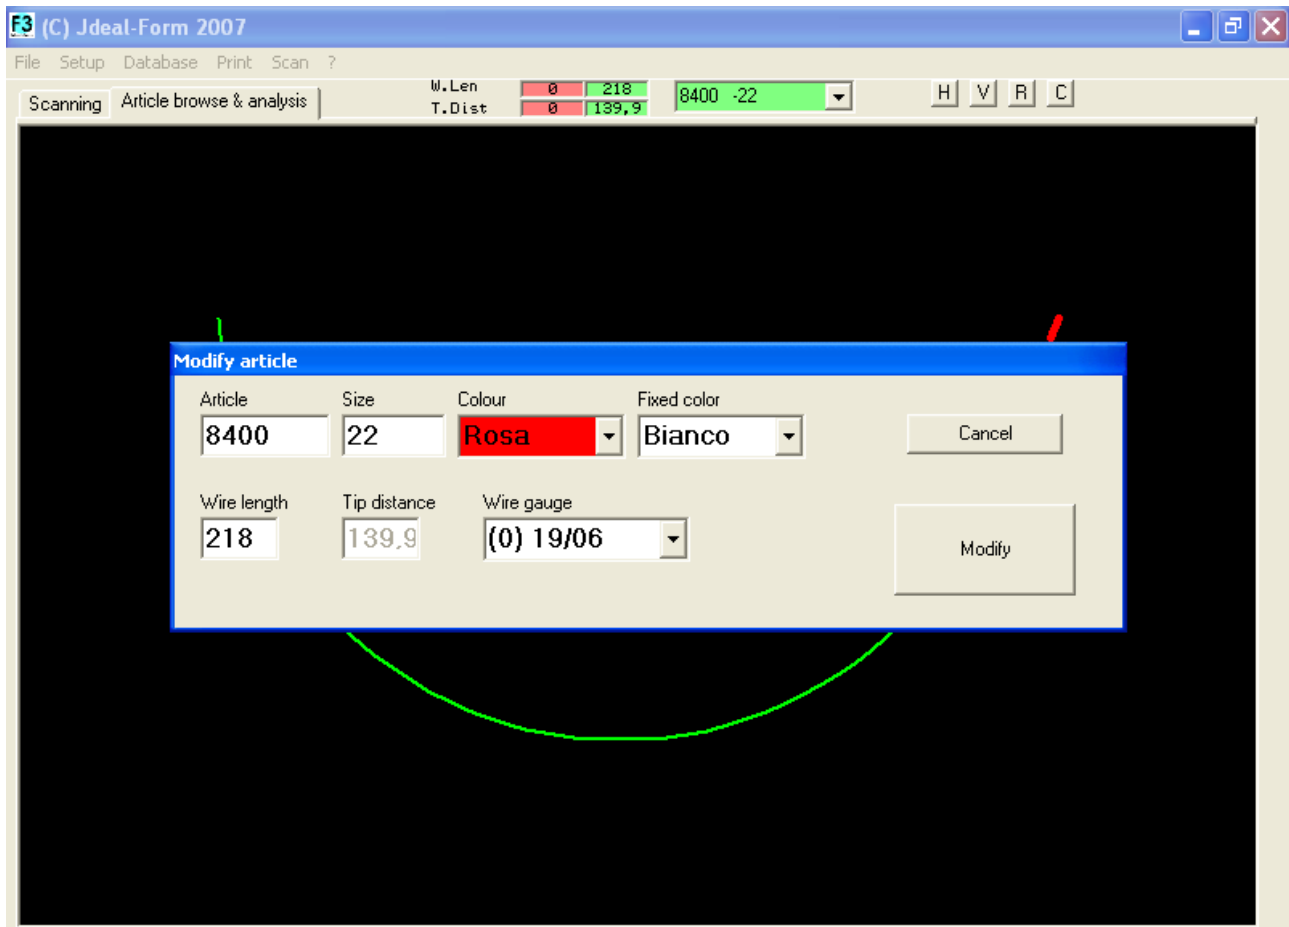 F3 (C) Jdeal-Form 2007
File Setup Database Print Scan ?
Scanning Article browse & analysis
W.Len 0 218
T.Dist 0 139,9
8400 -22
H V R C
Modify article
Article Size Colour Fixed color
8400 22 Rosa Bianco Cancel
Wire length Tip distance Wire gauge
218 139,9 (0) 19/06 Modify